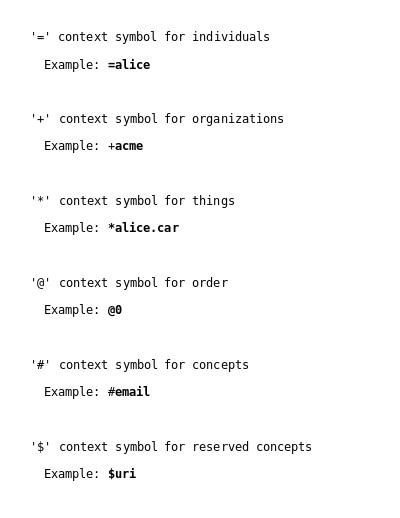 '=' context symbol for individuals
Example: =alice
'+' context symbol for organizations
Example: +acme
'*' context symbol for things
Example: *alice.car
'@' context symbol for order
Example: @0
'#' context symbol for concepts
Example: #email
'$' context symbol for reserved concepts
Example: $uri